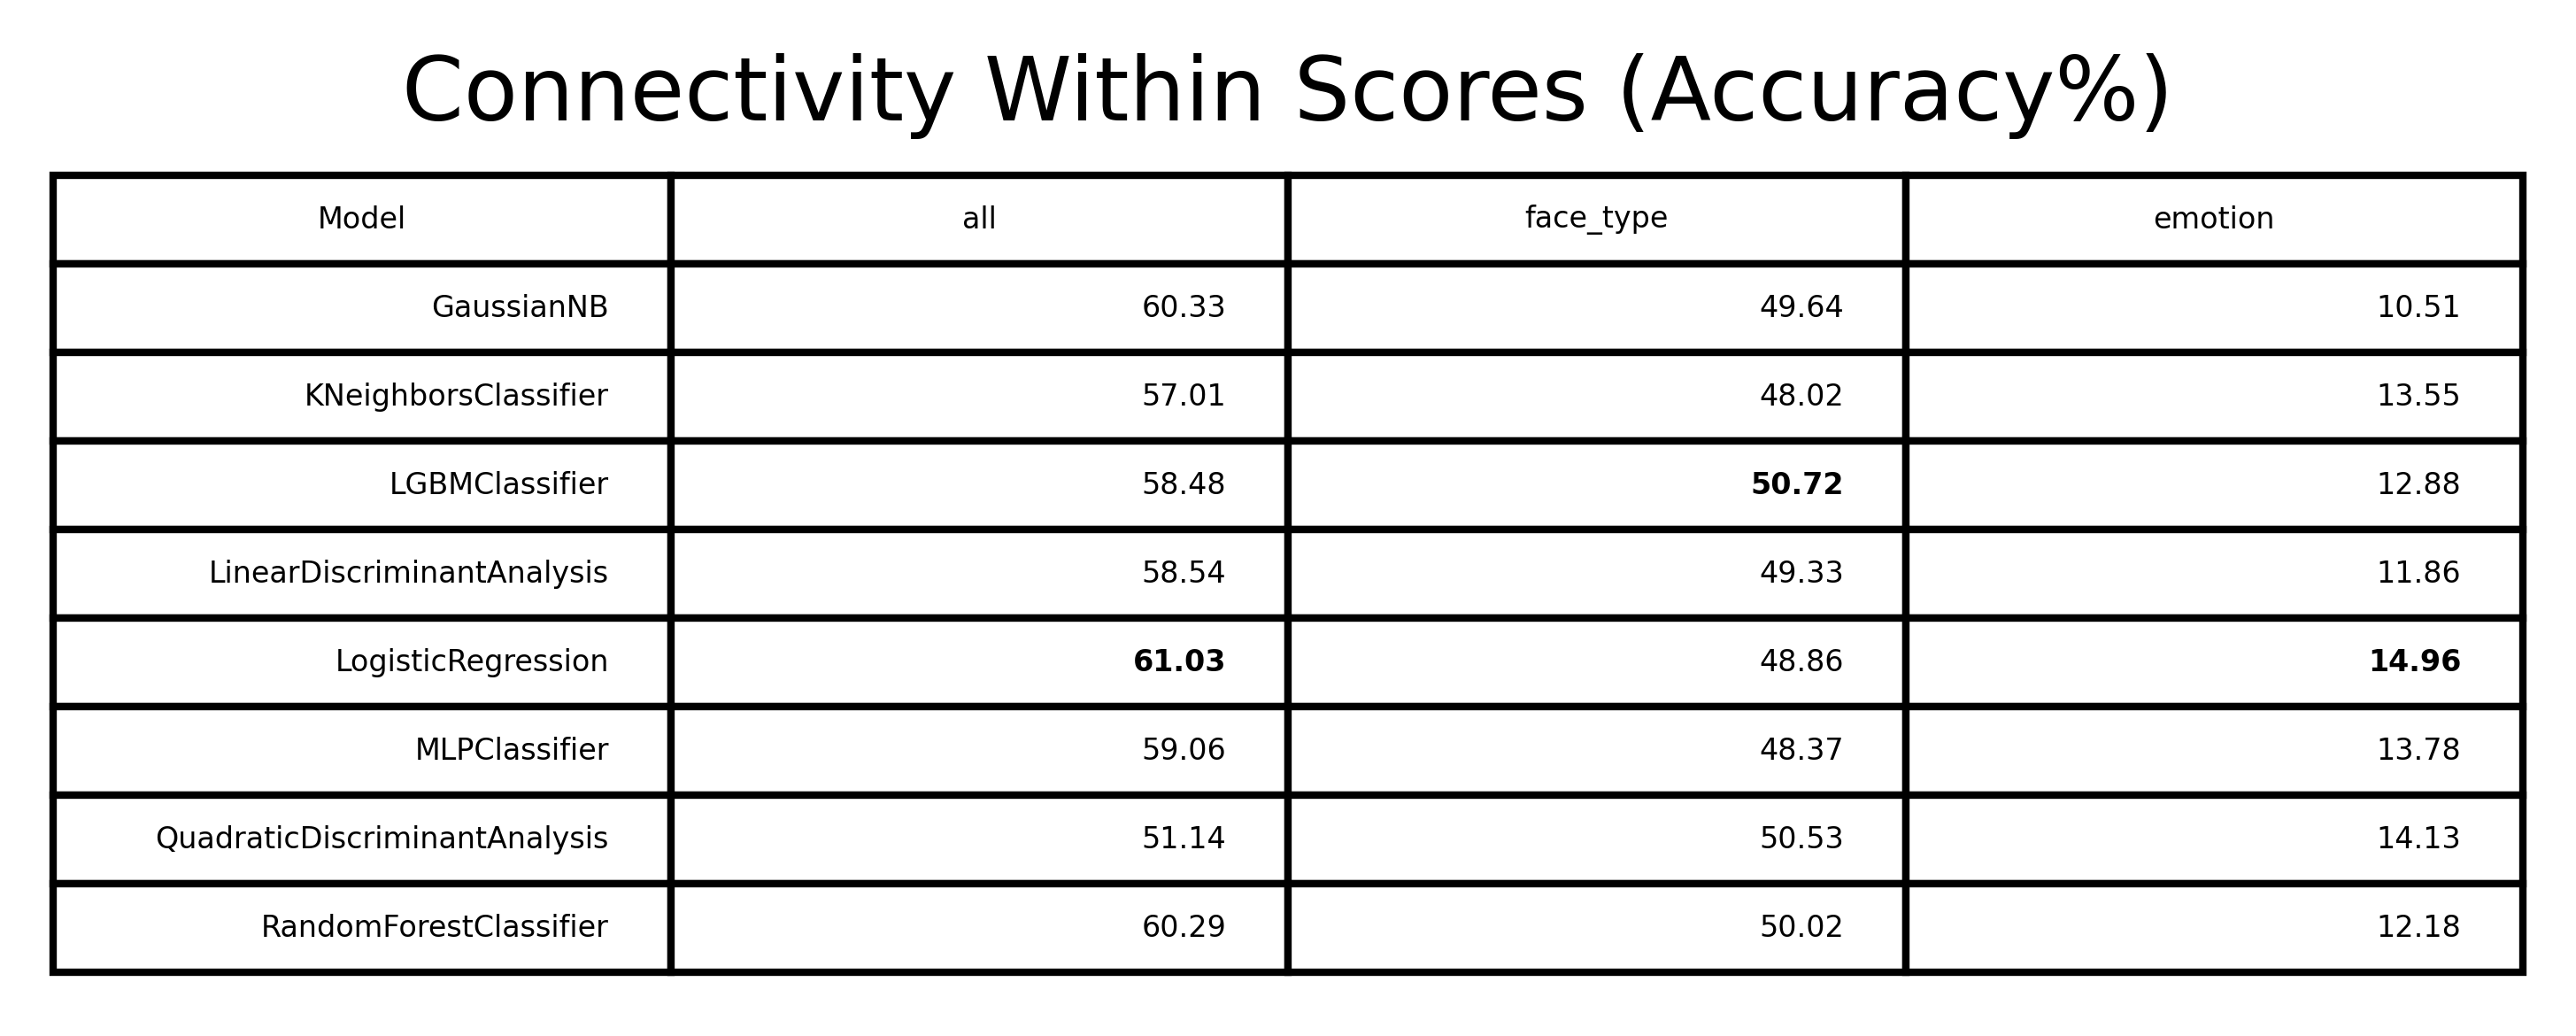 Connectivity Within Scores (Accuracy%)
Model all face_type emotion
GaussianNB 60.33 49.64 10.51
KNeighborsClassifier 57.01 48.02 13.55
LGBMClassifier 58.48 50.72 12.88
LinearDiscriminantAnalysis 58.54 49.33 11.86
LogisticRegression 61.03 48.86 14.96
MLPClassifier 59.06 48.37 13.78
QuadraticDiscriminantAnalysis 51.14 50.53 14.13
RandomForestClassifier 60.29 50.02 12.18